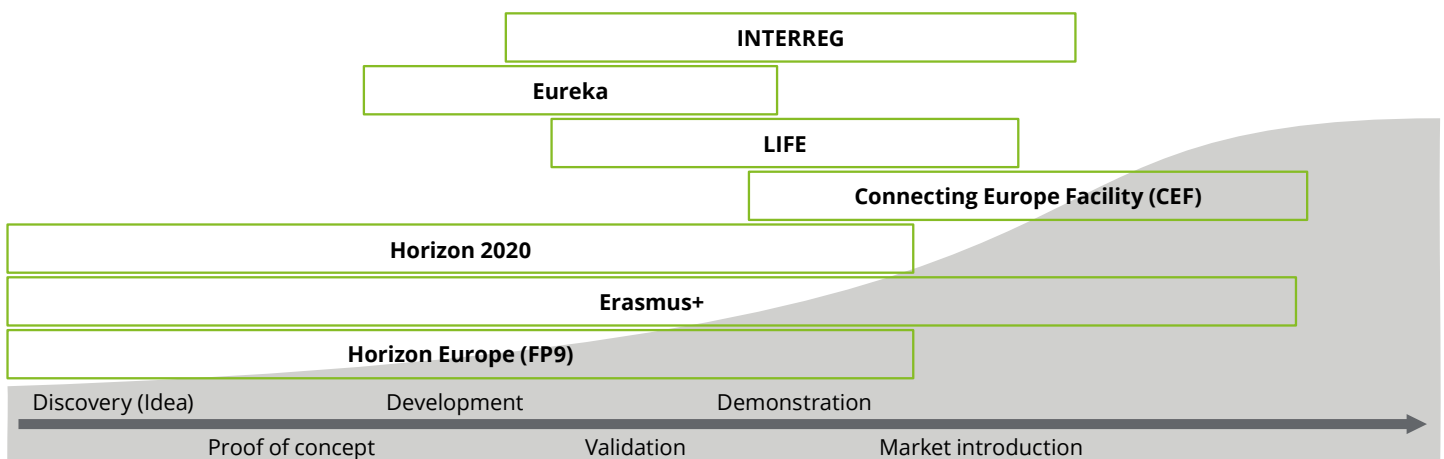 INTERREG
Eureka
LIFE
Connecting Europe Facility (CEF)
Horizon 2020
Erasmus+
Horizon Europe (FP9)
Discovery (Idea)
Development
Demonstration
Proof of concept
Validation
Market introduction